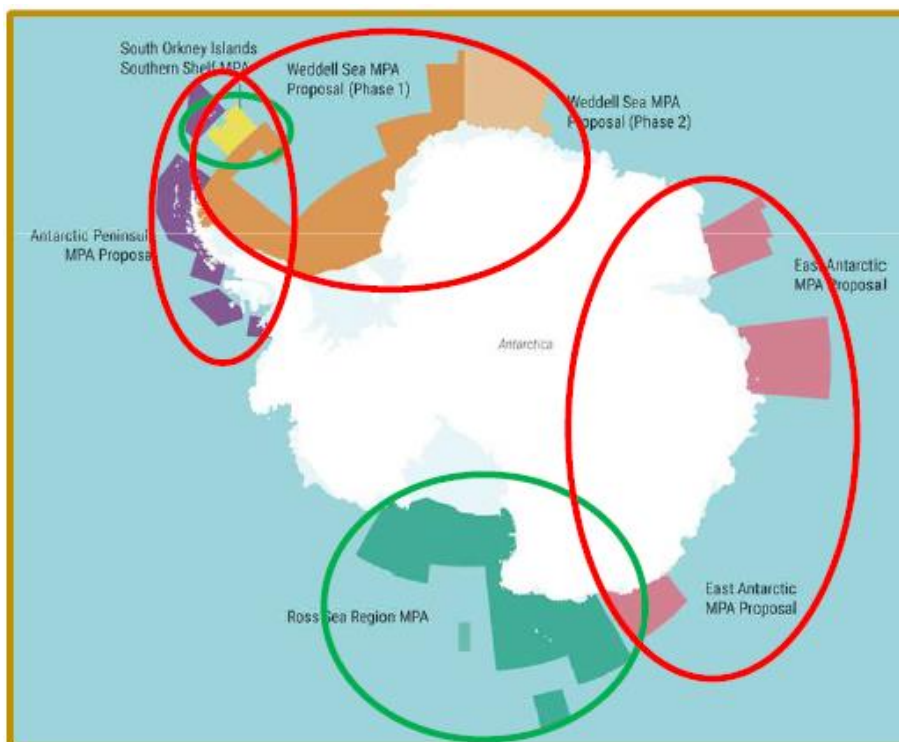 South Orkney Islands
Southern Shelf MPA
Weddell Sea MPA
Proposal (Phase 1)
Weddell Sea MPA
Proposal (Phase 2)
Antarctic Peninsula
MPA Proposal
East Antarctic
MPA Proposal
Antarctica
Ross Sea Region MPA
East Antarctic
MPA Proposal